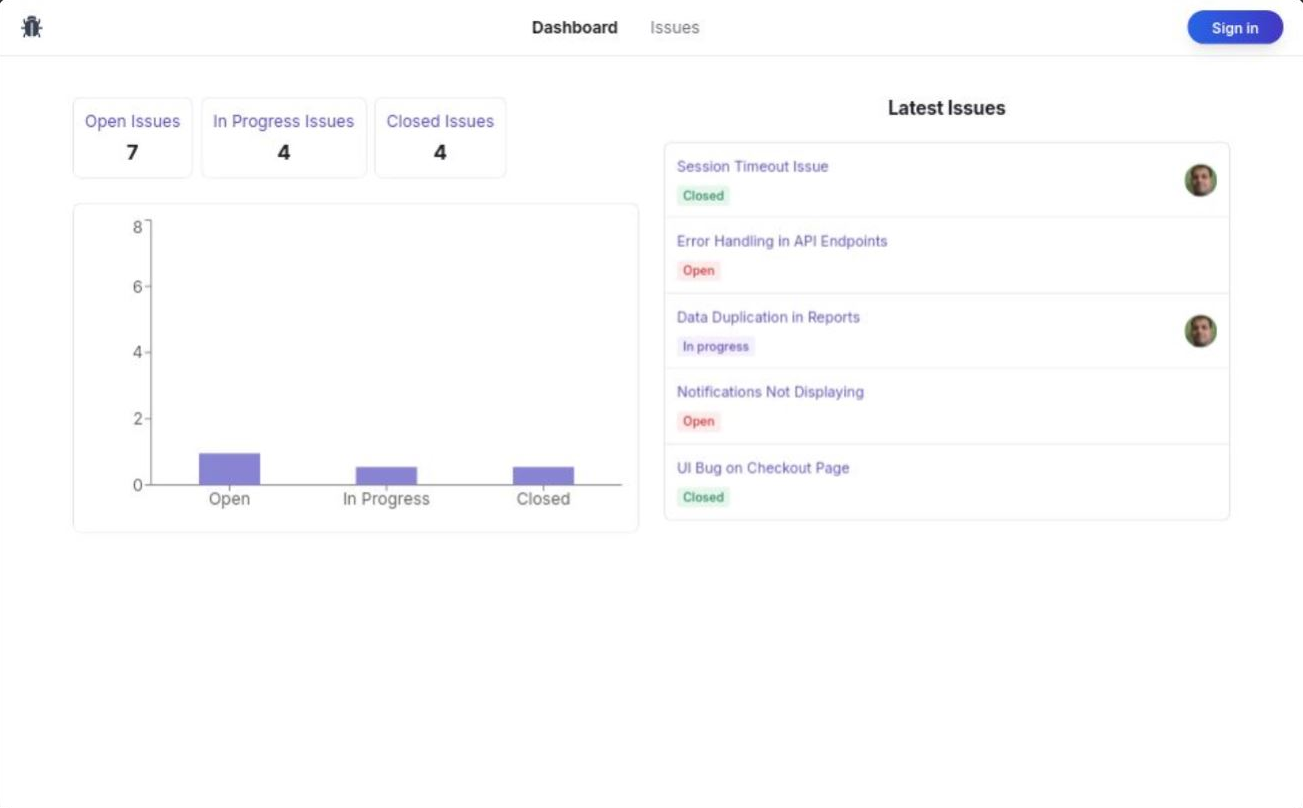 Dashboard Issues Sign in
Open Issues
7
In Progress Issues
4
Closed Issues
4
8
6
4
2
0
Open In Progress Closed
Latest Issues
Session Timeout Issue
Closed
Error Handling in API Endpoints
Open
Data Duplication in Reports
In progress
Notifications Not Displaying
Open
UI Bug on Checkout Page
Closed